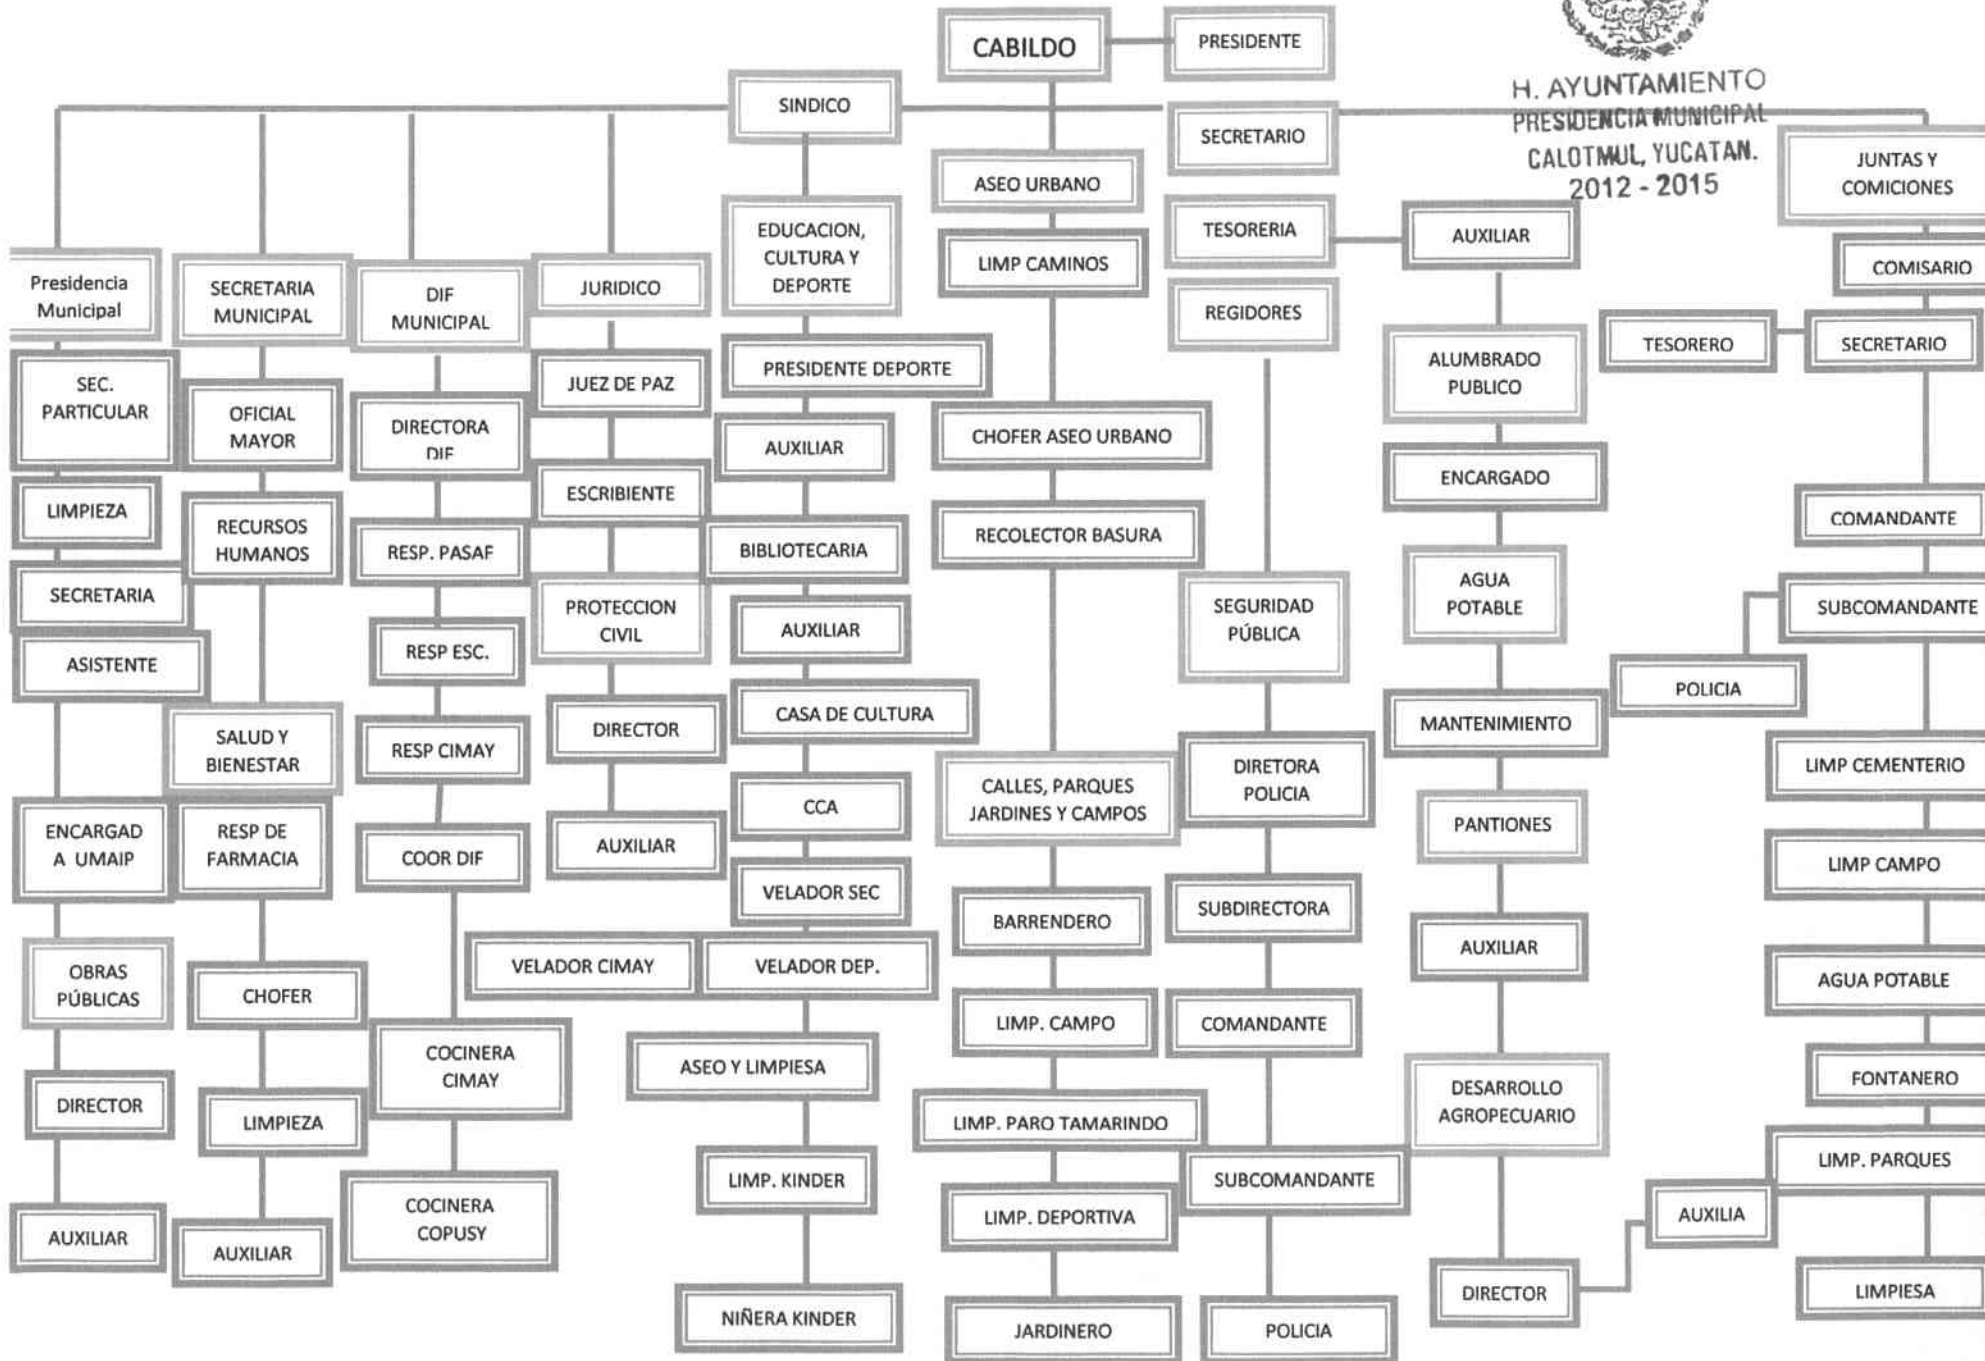 CABILDO
PRESIDENTE
H. AYUNTAMIENTO
PRESIDENCIA MUNICIPAL
CALOTMUL, YUCATAN.
2012 - 2015
SINDICO
SECRETARIO
TESORERIA
AUXILIAR
REGIDORES
JUNTAS Y
COMICIONES
Presidencia
Municipal
SEC.
PARTICULAR
LIMPIEZA
SECRETARIA
ASISTENTE
ENCARGAD
A UMAIP
OBRAS
PÚBLICAS
DIRECTOR
AUXILIAR
SECRETARIA
MUNICIPAL
OFICIAL
MAYOR
RECURSOS
HUMANOS
SALUD Y
BIENESTAR
RESP DE
FARMACIA
CHOFER
LIMPIEZA
AUXILIAR
DIF
MUNICIPAL
DIRECTORA
DIF
RESP. PASAF
RESP ESC.
RESP CIMAY
COOR DIF
COCINERA
CIMAY
COCINERA
COPUSY
JURIDICO
JUEZ DE PAZ
ESCRIBIENTE
PROTECCION
CIVIL
DIRECTOR
AUXILIAR
EDUCACION,
CULTURA Y
DEPORTE
PRESIDENTE DEPORTE
AUXILIAR
BIBLIOTECARIA
AUXILIAR
CASA DE CULTURA
CCA
VELADOR SEC
VELADOR CIMAY
VELADOR DEP.
ASEO Y LIMPIESA
LIMP. KINDER
NIÑERA KINDER
ASEO URBANO
LIMP CAMINOS
CHOFER ASEO URBANO
RECOLECTOR BASURA
CALLES, PARQUES
JARDINES Y CAMPOS
BARRENDERO
LIMP. CAMPO
LIMP. PARO TAMARINDO
LIMP. DEPORTIVA
JARDINERO
SEGURIDAD
PÚBLICA
DIRETORA
POLICIA
SUBDIRECTORA
COMANDANTE
SUBCOMANDANTE
POLICIA
ALUMBRADO
PUBLICO
ENCARGADO
AGUA
POTABLE
MANTENIMIENTO
PANTIONES
AUXILIAR
DESARROLLO
AGROPECUARIO
DIRECTOR
AUXILIA
COMISARIO
TESORERO
SECRETARIO
COMANDANTE
SUBCOMANDANTE
POLICIA
LIMP CEMENTERIO
LIMP CAMPO
AGUA POTABLE
FONTANERO
LIMP. PARQUES
LIMPIESA